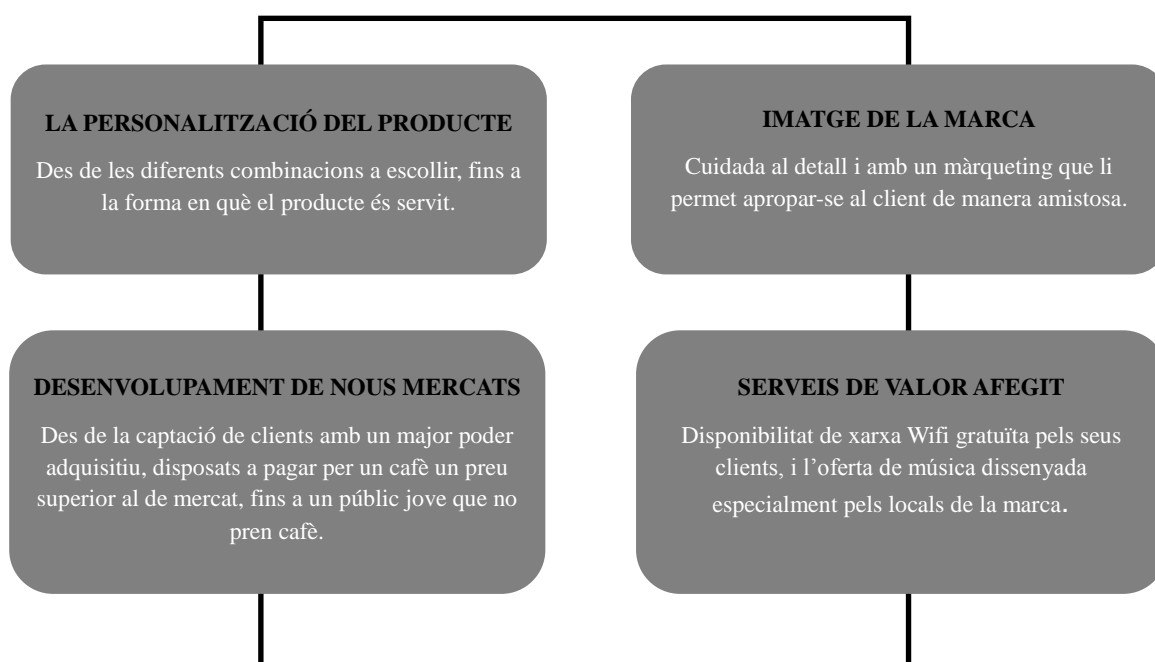 LA PERSONALITZACIÓ DEL PRODUCTE
Des de les diferents combinacions a escollir, fins a
la forma en què el producte és servit.
IMATGE DE LA MARCA
Cuidada al detall i amb un màrqueting que li
permet apropar-se al client de manera amistosa.
DESENVOLUPAMENT DE NOUS MERCATS
Des de la captació de clients amb un major poder
adquisitiu, disposats a pagar per un cafè un preu
superior al de mercat, fins a un públic jove que no
pren cafè.
SERVEIS DE VALOR AFEGIT
Disponibilitat de xarxa Wifi gratuïta pels seus
clients, i l’oferta de música dissenyada
especialment pels locals de la marca.